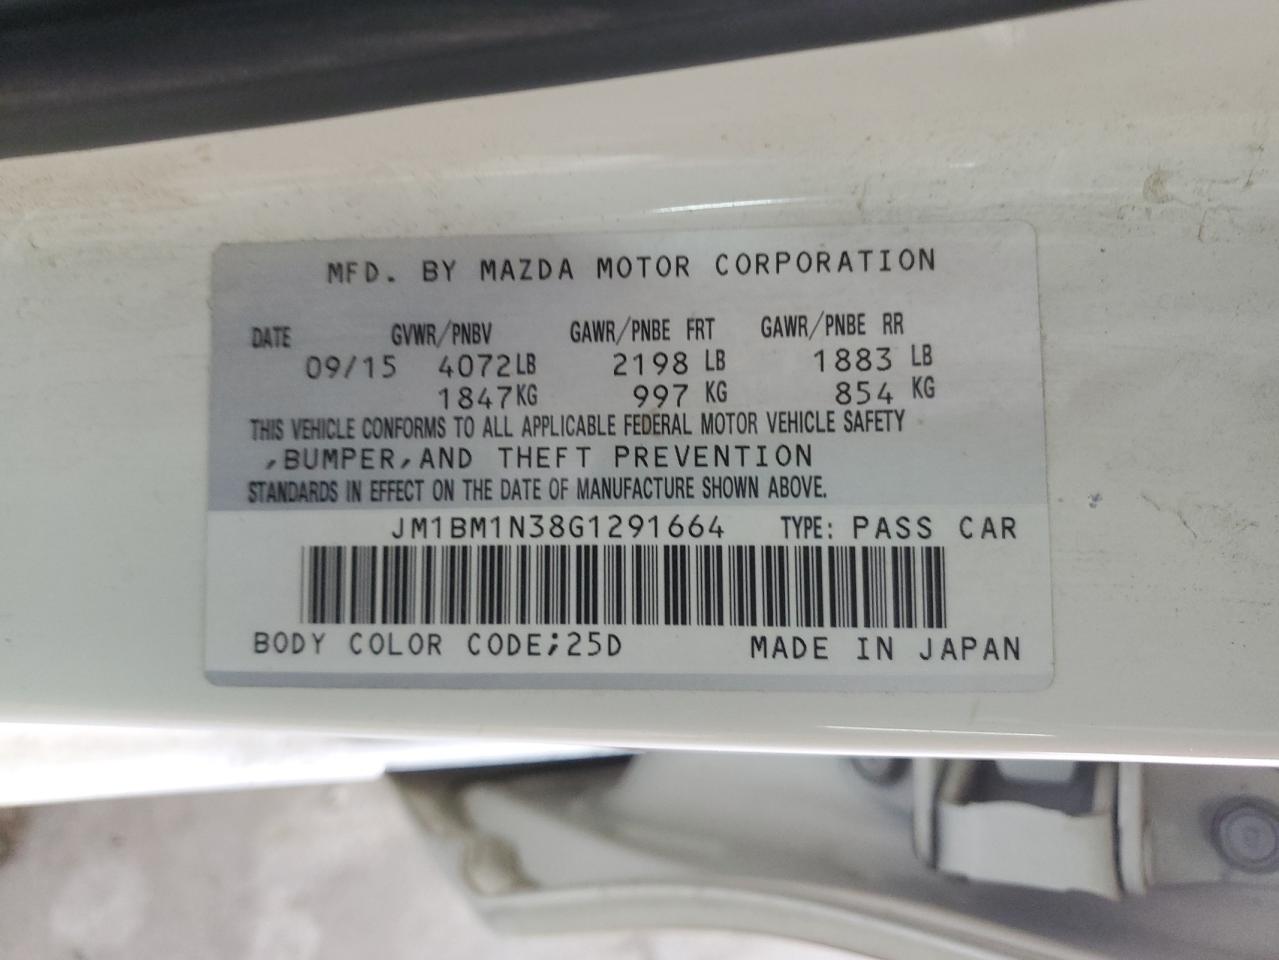 MFD. BY MAZDA MOTOR CORPORATION
DATE GVWR/PNBV GAWR/PNBE FRT GAWR/PNBE RR
09/15 4072LB 2198 LB 1883 LB
1847KG 997 KG 854 KG
THIS VEHICLE CONFORMS TO ALL APPLICABLE FEDERAL MOTOR VEHICLE SAFETY
,BUMPER,AND THEFT PREVENTION
STANDARDS IN EFFECT ON THE DATE OF MANUFACTURE SHOWN ABOVE.
JM1BM1N38G1291664 TYPE: PASS CAR
BODY COLOR CODE;25D MADE IN JAPAN